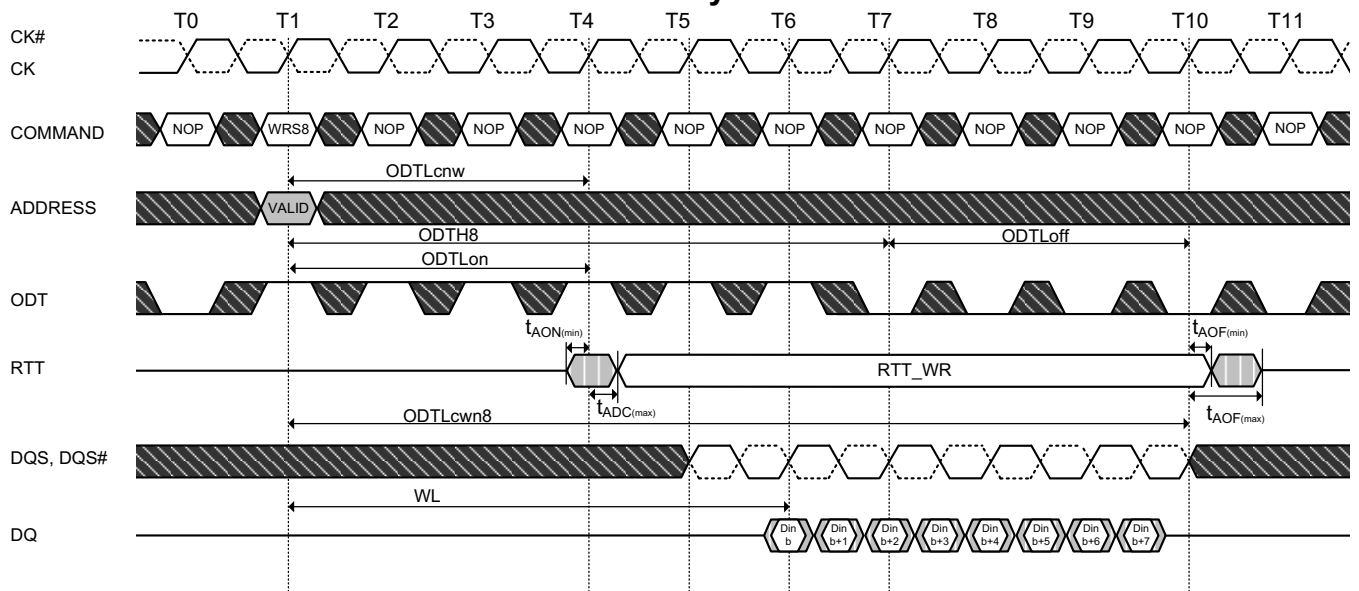 T0 T1 T2 T3 T4 T5 T6 T7 T8 T9 T10 T11
CK#
CK
COMMAND NOP WRS8 NOP NOP NOP NOP NOP NOP NOP NOP NOP NOP
ODTLcnw
ADDRESS VALID
ODTH8 ODTLoff
ODTLon
ODT
tAON(min) tAOF(min)
RTT RTT_WR
tADC(max) tAOF(max)
ODTLcwn8
DQS, DQS#
WL
DQ Din b Din b+1 Din b+2 Din b+3 Din b+4 Din b+5 Din b+6 Din b+7